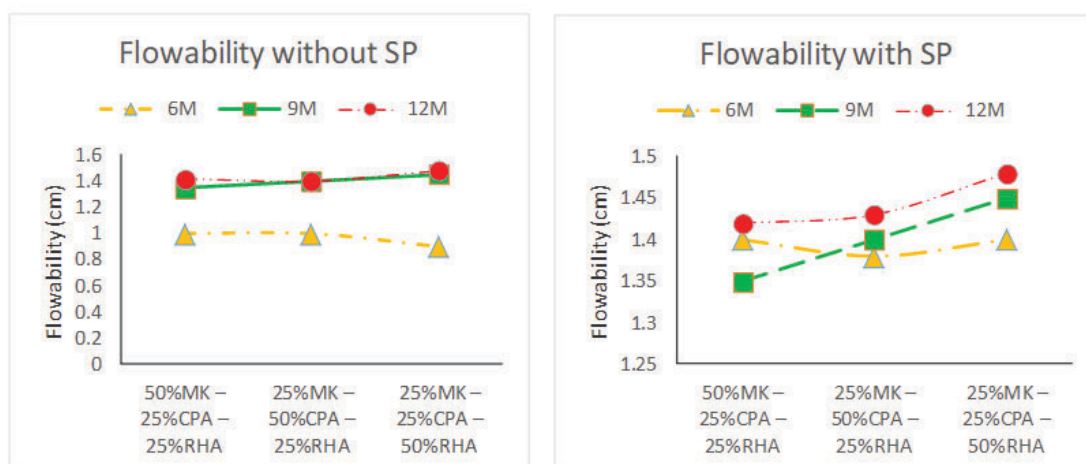 Flowability without SP
6M 9M 12M
Flowability (cm)
1.6
1.4
1.2
1
0.8
0.6
0.4
0.2
0
50%MK – 25%MK – 25%MK –
25%CPA – 50%CPA – 25%CPA –
25%RHA 25%RHA 50%RHA
Flowability with SP
6M 9M 12M
Flowability (cm)
1.5
1.45
1.4
1.35
1.3
1.25
50%MK – 25%MK – 25%MK –
25%CPA – 50%CPA – 25%CPA –
25%RHA 25%RHA 50%RHA